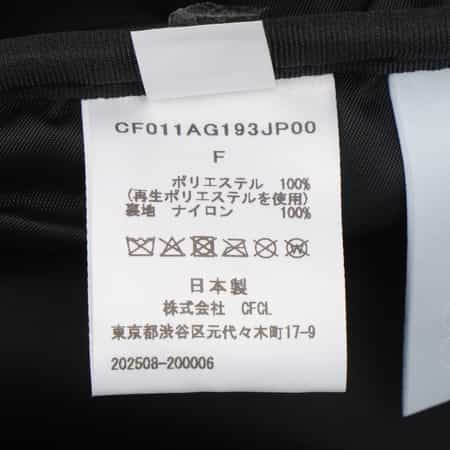 CF011AG193JP00
F
ポリエステル 100%
(再生ポリエステルを使用)
裏地 ナイロン 100%
日本製
株式会社 CFCL
東京都渋谷区元代々木町17-9
202508-200006